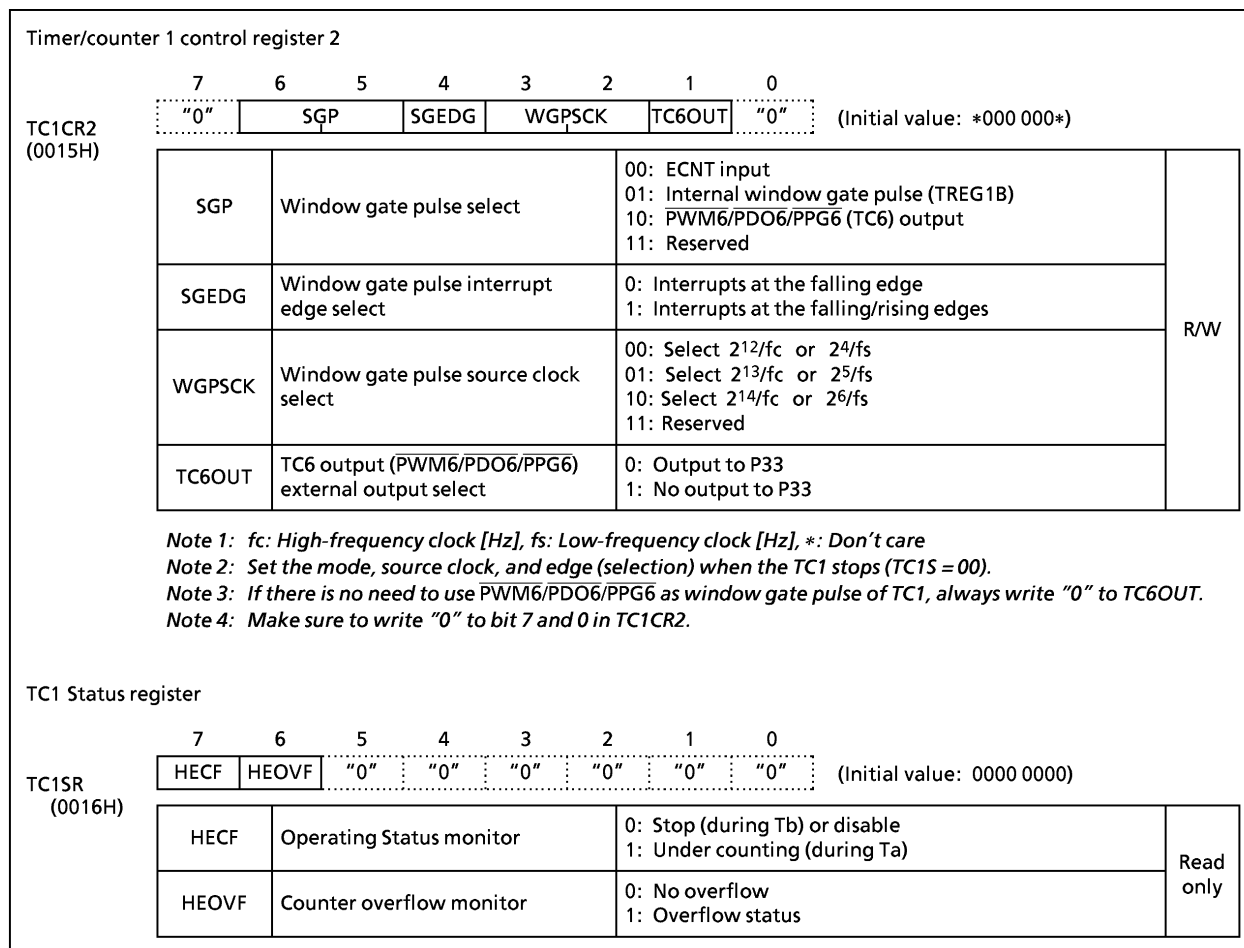 Timer/counter 1 control register 2
7 6 5 4 3 2 1 0
TC1CR2
(0015H)
"0" SGP SGEDG WGPSCK TC6OUT "0" (Initial value: *000 000*)
SGP Window gate pulse select
00: ECNT input
01: Internal window gate pulse (TREG1B)
10: PWM6/PDO6/PPG6 (TC6) output
11: Reserved
SGEDG Window gate pulse interrupt
edge select
0: Interrupts at the falling edge
1: Interrupts at the falling/rising edges
WGPSCK Window gate pulse source clock
select
00: Select 2^12/fc or 2^4/fs
01: Select 2^13/fc or 2^5/fs
10: Select 2^14/fc or 2^6/fs
11: Reserved
TC6OUT TC6 output (PWM6/PDO6/PPG6)
external output select
0: Output to P33
1: No output to P33
R/W
Note 1: fc: High-frequency clock [Hz], fs: Low-frequency clock [Hz], *: Don't care
Note 2: Set the mode, source clock, and edge (selection) when the TC1 stops (TC1S = 00).
Note 3: If there is no need to use PWM6/PDO6/PPG6 as window gate pulse of TC1, always write "0" to TC6OUT.
Note 4: Make sure to write "0" to bit 7 and 0 in TC1CR2.
TC1 Status register
7 6 5 4 3 2 1 0
TC1SR
(0016H)
HECF HEOVF "0" "0" "0" "0" "0" "0" (Initial value: 0000 0000)
HECF Operating Status monitor
0: Stop (during Tb) or disable
1: Under counting (during Ta)
HEOVF Counter overflow monitor
0: No overflow
1: Overflow status
Read
only